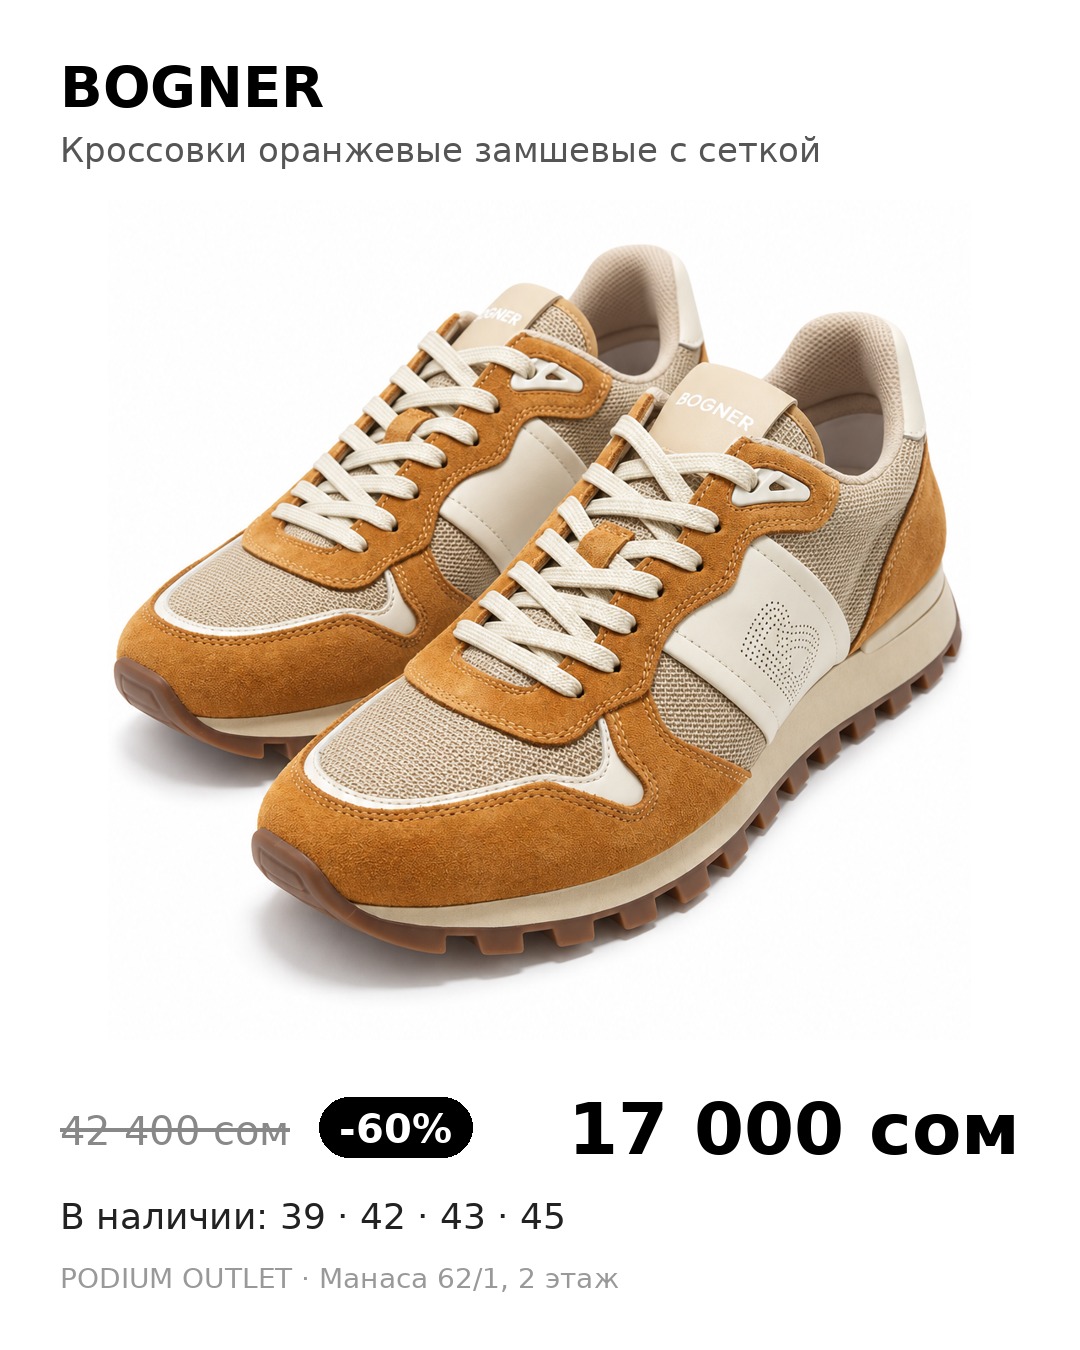 BOGNER
Кроссовки оранжевые замшевые с сеткой
GNER
BOGNER
42 400 сом -60% 17 000 сом
В наличии: 39 · 42 · 43 · 45
PODIUM OUTLET · Манаса 62/1, 2 этаж